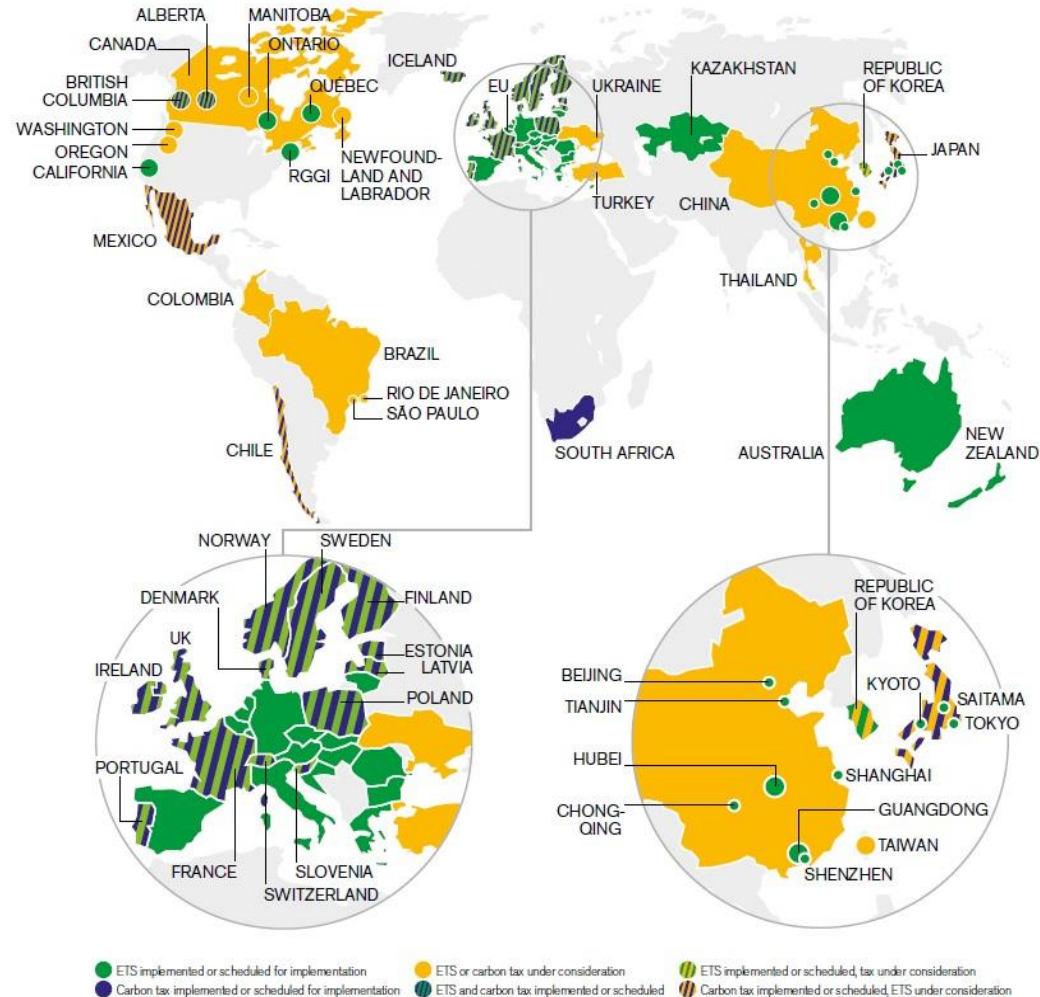 ALBERTA
MANITOBA
CANADA
ONTARIO
BRITISH
COLUMBIA
QUÉBEC
WASHINGTON
OREGON
CALIFORNIA
RGGI
NEWFOUND-
LAND AND
LABRADOR
MEXICO
ICELAND
EU
UKRAINE
TURKEY
KAZAKHSTAN
REPUBLIC
OF KOREA
JAPAN
CHINA
THAILAND
COLOMBIA
BRAZIL
RIO DE JANEIRO
SÃO PAULO
CHILE
SOUTH AFRICA
AUSTRALIA
NEW
ZEALAND
NORWAY
SWEDEN
DENMARK
FINLAND
UK
ESTONIA
LATVIA
IRELAND
POLAND
PORTUGAL
FRANCE
SLOVENIA
SWITZERLAND
REPUBLIC
OF KOREA
BEIJING
KYOTO
TIANJIN
SAITAMA
TOKYO
HUBEI
SHANGHAI
CHONG-
QING
GUANGDONG
TAIWAN
SHENZHEN
ETS implemented or scheduled for implementation
ETS or carbon tax under consideration
ETS implemented or scheduled, tax under consideration
Carbon tax implemented or scheduled for implementation
ETS and carbon tax implemented or scheduled
Carbon tax implemented or scheduled, ETS under consideration